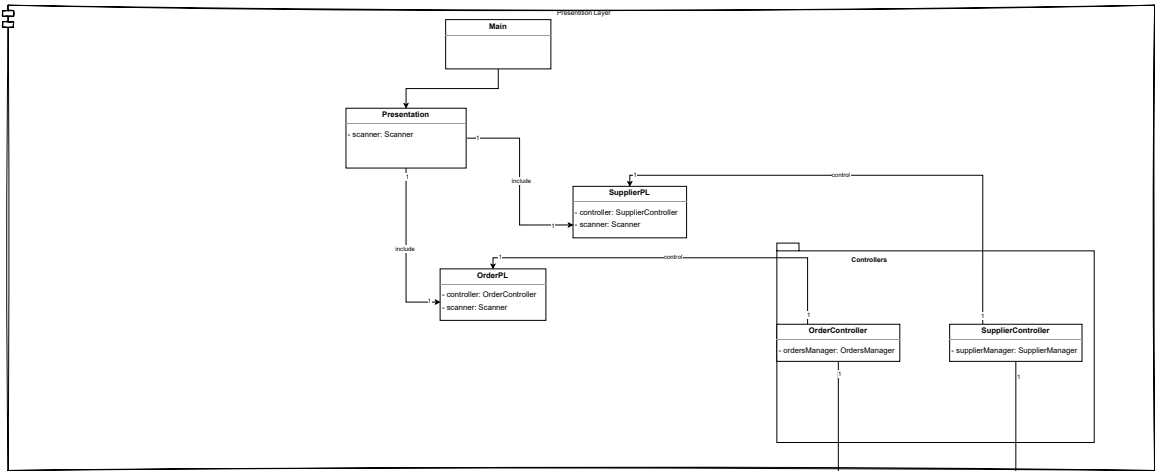 Presentition Layer
Main
Presentation
- scanner: Scanner
1
1
include
1
SupplierPL
- controller: SupplierController
- scanner: Scanner
1
control
include
1
OrderPL
- controller: OrderController
- scanner: Scanner
1
control
Controllers
1
1
OrderController
- ordersManager: OrdersManager
SupplierController
- supplierManager: SupplierManager
1
1